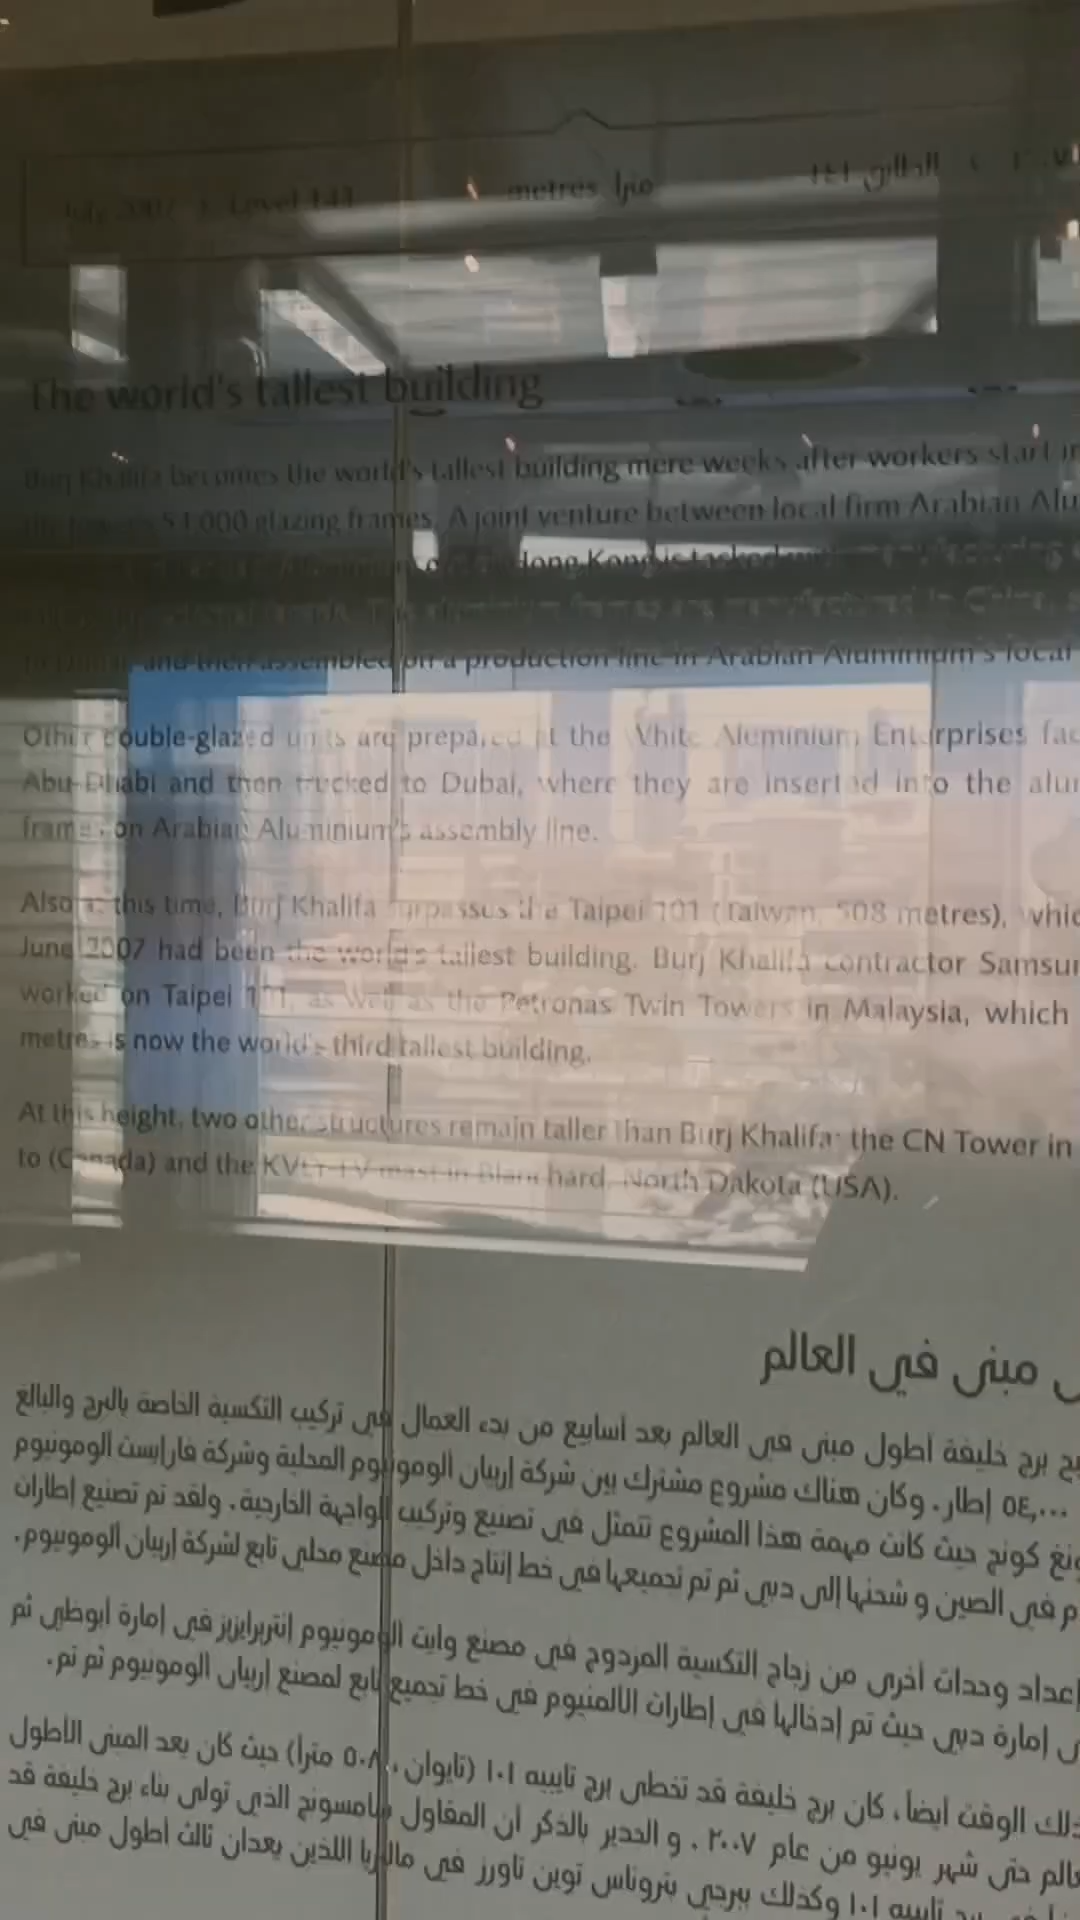 July 2007 Level 141
metres مترا
الطابق ١٤١
The world's tallest building
Burj Khalifa becomes the world's tallest building mere weeks after workers start in
the tower's 54,000 glazing frames. A joint venture between local firm Arabian Alu
Hong Kong is tasked
and then assembled on a production line in Arabian Aluminium's local
Other double-glazed units are prepared at the White Aleminium Enterprises fac
Abu-Dhabi and then trucked to Dubai, where they are inserted into the alum
frames on Arabian Aluminium's assembly line.
Also at this time, Burj Khalifa surpasses the Taipei 101 (Taiwan, 508 metres), whic
June 2007 had been the world's tallest building. Burj Khalifa contractor Samsun
worked on Taipei 101, as well as the Petronas Twin Towers in Malaysia, which
metres is now the world's third tallest building.
At this height, two other structures remain taller than Burj Khalifa: the CN Tower in
to (Canada) and the KVLY-TV mast in Blanchard, North Dakota (USA).
مبنى في العالم
برج خليفة أطول مبنى في العالم بعد أسابيع من بدء العمال في تركيب التكسية الخاصة بالبرج والبالغ
٥٤,٠٠٠ إطار. وكان هناك مشروع مشترك بين شركة إريبيان الومونيوم المحلية وشركة فارايست الومونيوم
كونج حيث كانت مهمة هذا المشروع تتمثل في تصنيع وتركيب الواجهة الخارجية. ولقد تم تصنيع إطارات
في الصين و شحنها إلى دبي ثم تم تجميعها في خط إنتاج داخل مصنع محلي تابع لشركة إريبيان الومونيوم.
إعداد وحدات أخرى من زجاج التكسية المزدوج في مصنع وايت الومونيوم إنتربرايزيز في إمارة أبوظبي ثم
إمارة دبي حيث تم إدخالها في إطارات الألمنيوم في خط تجميع تابع لمصنع إريبيان الومونيوم ثم تم.
الوقت أيضاً، كان برج خليفة قد تخطى برج تايبيه ١٠١ (تايوان، ٥٠٨ متراً) حيث كان يعد المبنى الأطول
حتى شهر يونيو من عام ٢٠٠٧. و الجدير بالذكر أن المقاول سامسونج الذي تولى بناء برج خليفة قد
تايبيه ١٠١ وكذلك ببرجي بتروناس توين تاورز في ماليزيا اللذين يعدان ثالث أطول مبنى في